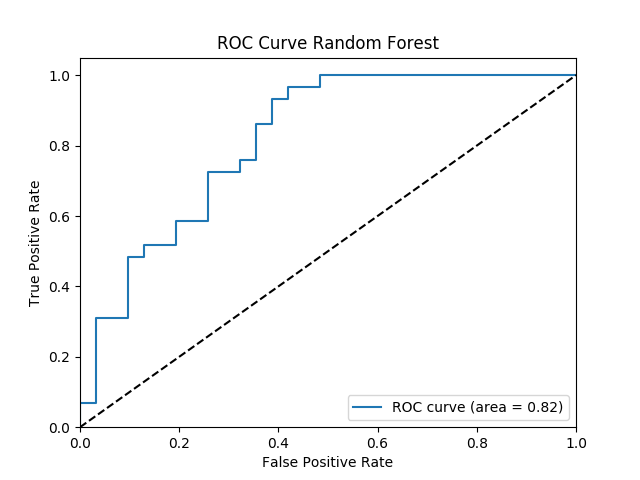 ROC Curve Random Forest
True Positive Rate
1.0
0.8
0.6
0.4
0.2
0.0
0.0 0.2 0.4 0.6 0.8 1.0
False Positive Rate
ROC curve (area = 0.82)